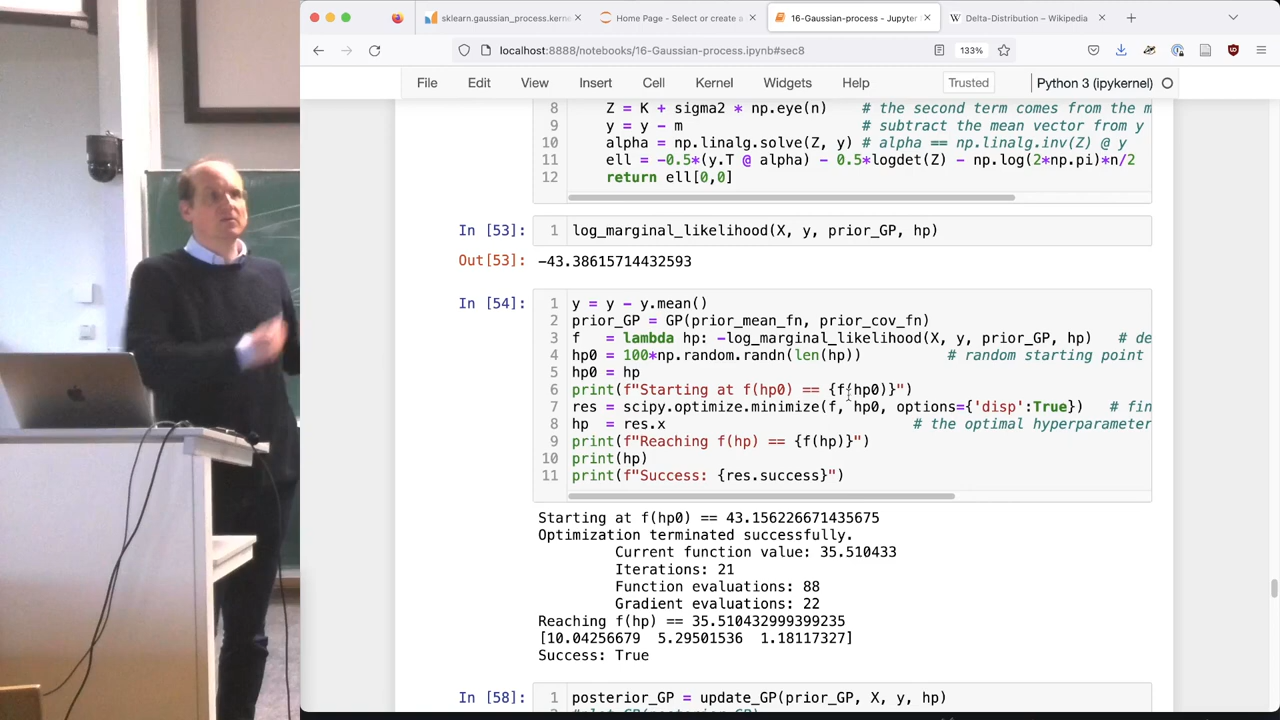 sklearn.gaussian_process.kerne
Home Page - Select or create a
16-Gaussian-process - Jupyter
Delta-Distribution – Wikipedia
localhost:8888/notebooks/16-Gaussian-process.ipynb#sec8
133%
File Edit View Insert Cell Kernel Widgets Help
Trusted
Python 3 (ipykernel)
8 Z = K + sigma2 * np.eye(n) # the second term comes from the m
9 y = y - m # subtract the mean vector from y
10 alpha = np.linalg.solve(Z, y) # alpha == np.linalg.inv(Z) @ y
11 ell = -0.5*(y.T @ alpha) - 0.5*logdet(Z) - np.log(2*np.pi)*n/2
12 return ell[0,0]
In [53]: 1 log_marginal_likelihood(X, y, prior_GP, hp)
Out[53]: -43.38615714432593
In [54]: 1 y = y - y.mean()
2 prior_GP = GP(prior_mean_fn, prior_cov_fn)
3 f = lambda hp: -log_marginal_likelihood(X, y, prior_GP, hp) # de
4 hp0 = 100*np.random.randn(len(hp)) # random starting point
5 hp0 = hp
6 print(f"Starting at f(hp0) == {f(hp0)}")
7 res = scipy.optimize.minimize(f, hp0, options={'disp':True}) # fin
8 hp = res.x # the optimal hyperparameter
9 print(f"Reaching f(hp) == {f(hp)}")
10 print(hp)
11 print(f"Success: {res.success}")
Starting at f(hp0) == 43.156226671435675
Optimization terminated successfully.
Current function value: 35.510433
Iterations: 21
Function evaluations: 88
Gradient evaluations: 22
Reaching f(hp) == 35.510432999399235
[10.04256679 5.29501536 1.18117327]
Success: True
In [58]: 1 posterior_GP = update_GP(prior_GP, X, y, hp)